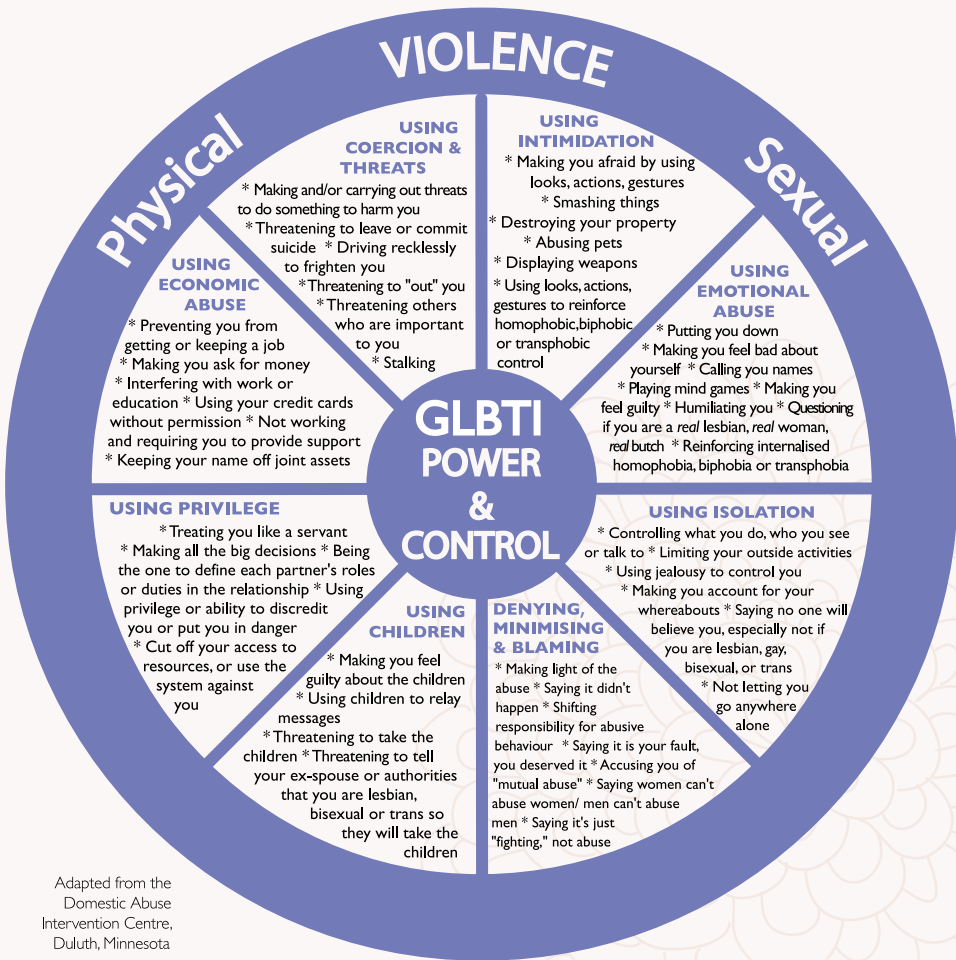 VIOLENCE
Physical
Sexual
USING
COERCION &
THREATS
* Making and/or carrying out threats
to do something to harm you
* Threatening to leave or commit
suicide * Driving recklessly
to frighten you
*Threatening to "out" you
* Threatening others
who are important
to you
* Stalking
USING
INTIMIDATION
* Making you afraid by using
looks, actions, gestures
* Smashing things
* Destroying your property
* Abusing pets
* Displaying weapons
* Using looks, actions,
gestures to reinforce
homophobic,biphobic
or transphobic
control
USING
ECONOMIC
ABUSE
* Preventing you from
getting or keeping a job
* Making you ask for money
* Interfering with work or
education * Using your credit cards
without permission * Not working
and requiring you to provide support
* Keeping your name off joint assets
USING
EMOTIONAL
ABUSE
* Putting you down
* Making you feel bad about
yourself * Calling you names
* Playing mind games * Making you
feel guilty * Humiliating you * Questioning
if you are a real lesbian, real woman,
real butch * Reinforcing internalised
homophobia, biphobia or transphobia
GLBTI
POWER
&
CONTROL
USING PRIVILEGE
* Treating you like a servant
* Making all the big decisions * Being
the one to define each partner's roles
or duties in the relationship * Using
privilege or ability to discredit
you or put you in danger
* Cut off your access to
resources, or use the
system against
you
USING ISOLATION
* Controlling what you do, who you see
or talk to * Limiting your outside activities
* Using jealousy to control you
* Making you account for your
whereabouts * Saying no one will
believe you, especially not if
you are lesbian, gay,
bisexual, or trans
* Not letting you
go anywhere
alone
USING
CHILDREN
* Making you feel
guilty about the children
* Using children to relay
messages
* Threatening to take the
children * Threatening to tell
your ex-spouse or authorities
that you are lesbian,
bisexual or trans so
they will take the
children
DENYING,
MINIMISING
& BLAMING
* Making light of the
abuse * Saying it didn't
happen * Shifting
responsibility for abusive
behaviour * Saying it is your fault,
you deserved it * Accusing you of
"mutual abuse" * Saying women can't
abuse women/ men can't abuse
men * Saying it's just
"fighting," not abuse
Adapted from the
Domestic Abuse
Intervention Centre,
Duluth, Minnesota